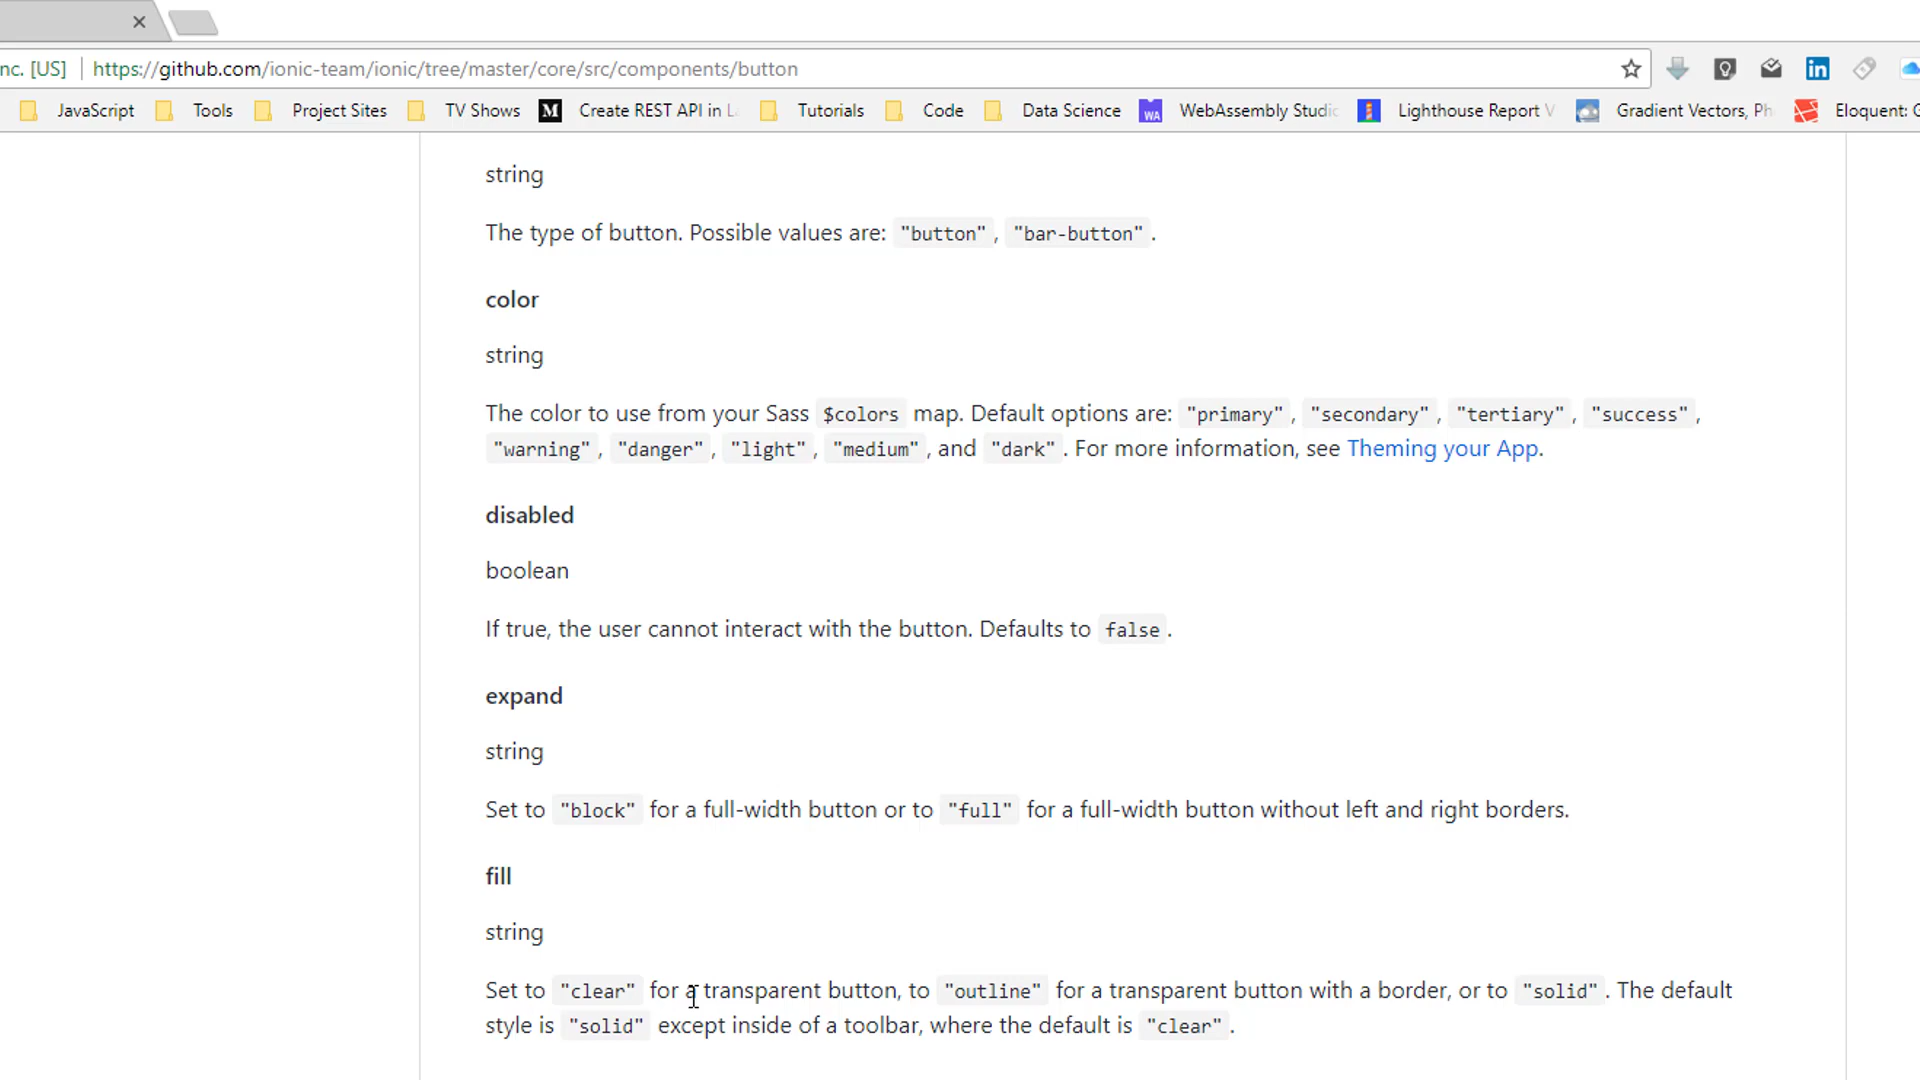 nc. [US] https://github.com/ionic-team/ionic/tree/master/core/src/components/button
JavaScript Tools Project Sites TV Shows M Create REST API in L Tutorials Code Data Science WA WebAssembly Studi Lighthouse Report V Gradient Vectors, Ph Eloquent: G
string
The type of button. Possible values are: "button", "bar-button".
color
string
The color to use from your Sass $colors map. Default options are: "primary", "secondary", "tertiary", "success",
"warning", "danger", "light", "medium", and "dark". For more information, see Theming your App.
disabled
boolean
If true, the user cannot interact with the button. Defaults to false.
expand
string
Set to "block" for a full-width button or to "full" for a full-width button without left and right borders.
fill
string
Set to "clear" for a transparent button, to "outline" for a transparent button with a border, or to "solid". The default
style is "solid" except inside of a toolbar, where the default is "clear".